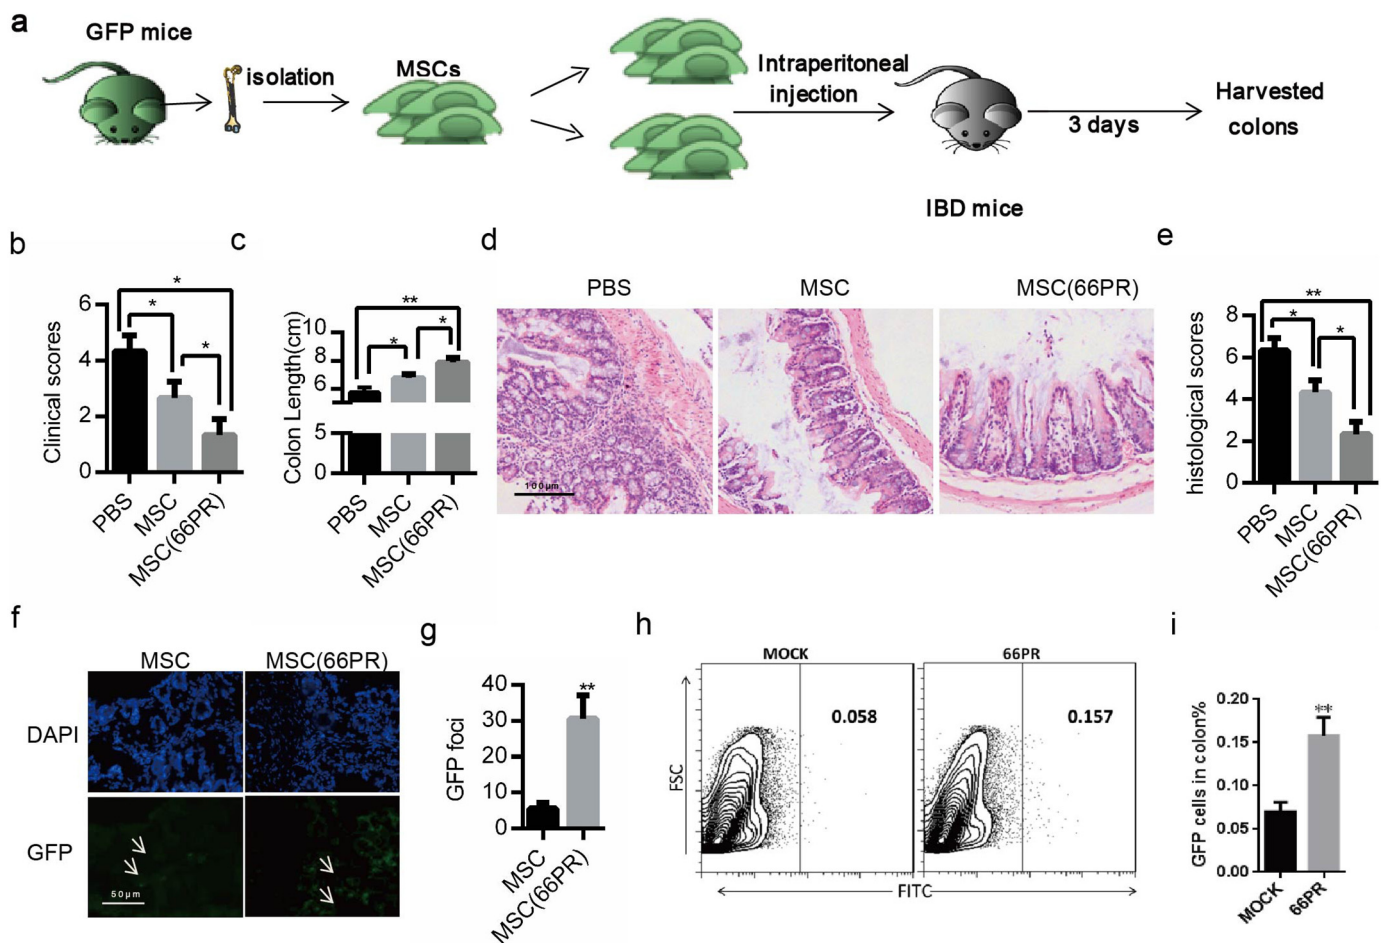 a
GFP mice
isolation
MSCs
Intraperitoneal
injection
3 days
Harvested
colons
IBD mice
b
c
d
e
Clinical scores
6
4
2
0
*
*
*
PBS
MSC
MSC(66PR)
Colon Length(cm)
10
8
6
5
0
**
*
*
PBS
MSC
MSC(66PR)
PBS
MSC
MSC(66PR)
100μm
histological scores
8
6
4
2
0
**
*
*
PBS
MSC
MSC(66PR)
f
g
h
i
MSC
MSC(66PR)
DAPI
GFP
50μm
GFP foci
40
30
20
10
0
**
MSC
MSC(66PR)
MOCK
66PR
0.058
0.157
FSC
FITC
GFP cells in colon%
0.20
0.15
0.10
0.05
0.00
**
MOCK
66PR